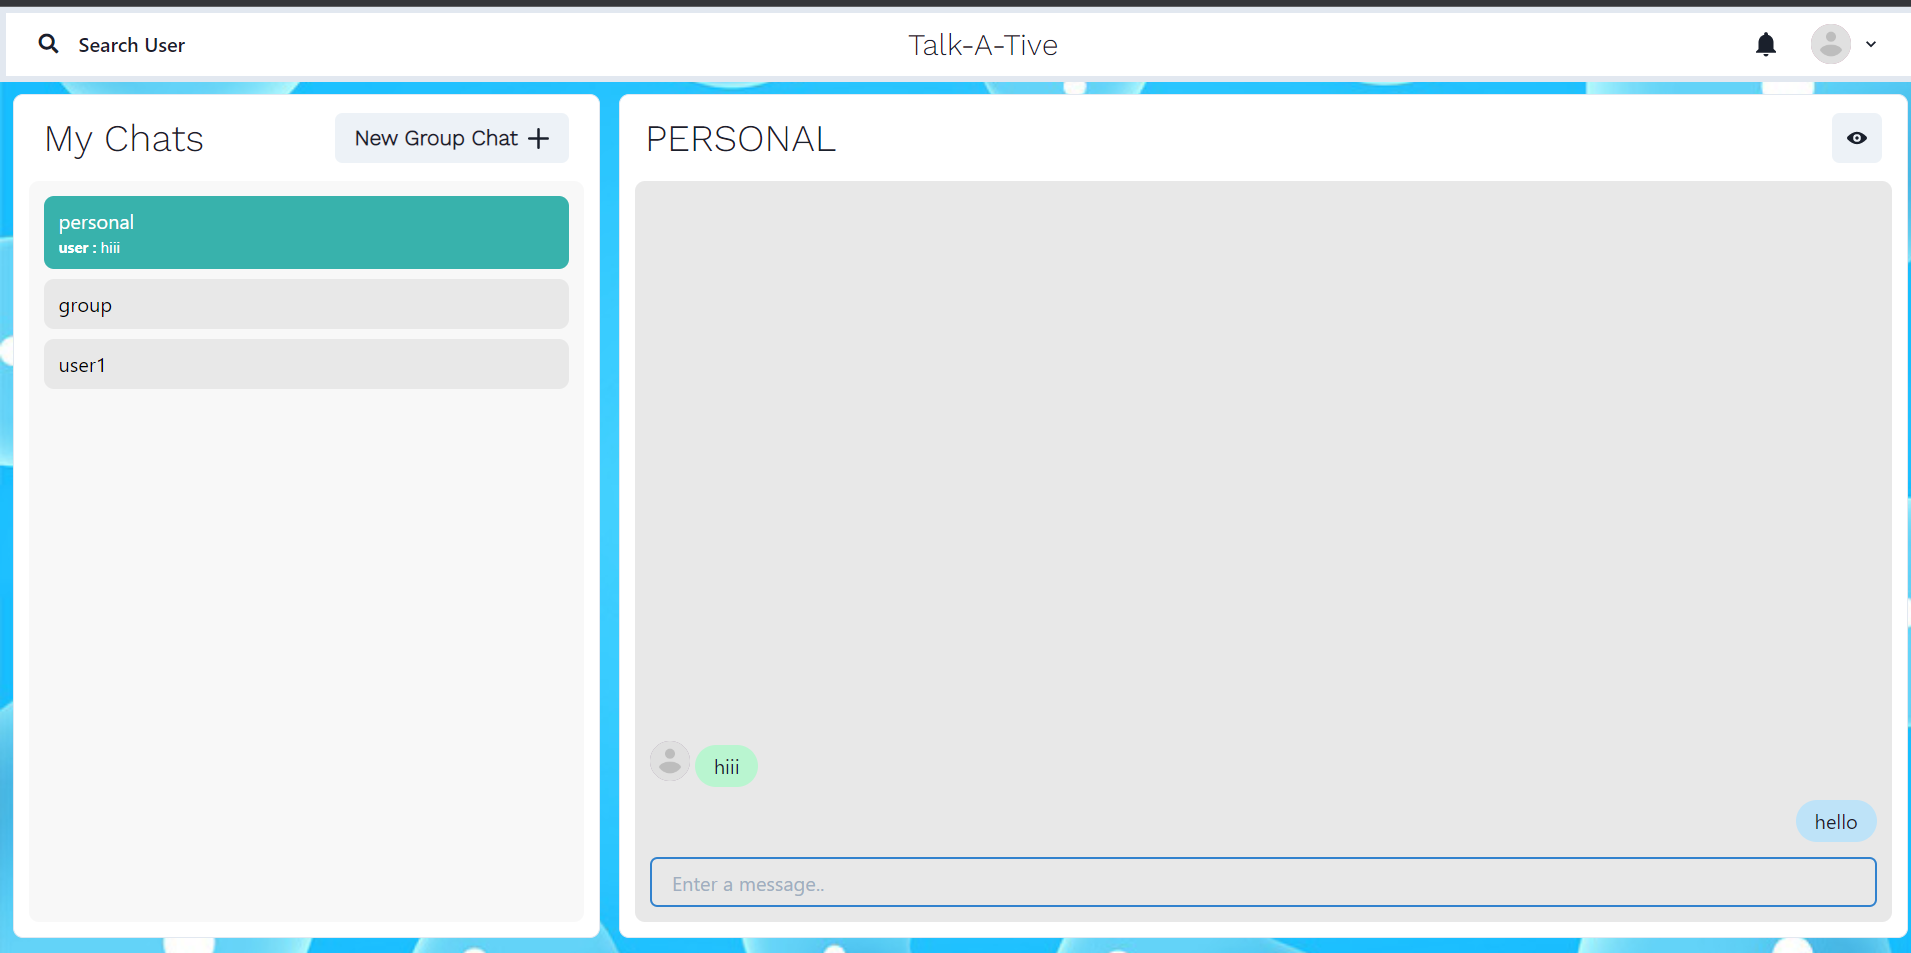 Search User
Talk-A-Tive
My Chats
New Group Chat
personal
user : hiii
group
user1
PERSONAL
hiii
hello
Enter a message..